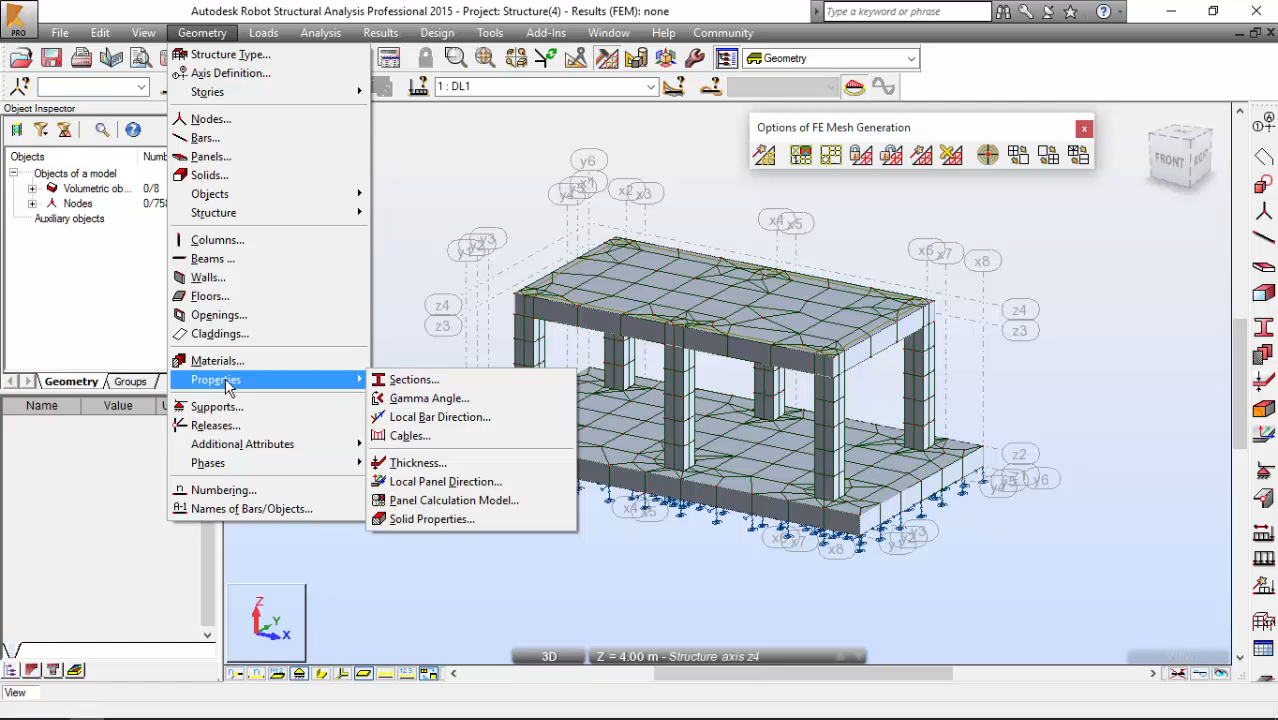 Autodesk Robot Structural Analysis Professional 2015 - Project: Structure(4) - Results (FEM): none
Type a keyword or phrase
PRO
File Edit View Geometry Loads Analysis Results Design Tools Add-Ins Window Help Community
Geometry
1 : DL1
Object Inspector
Objects
Objects of a model
Volumetric ob... 0/8
Nodes
Auxiliary objects
Geometry Groups
Name Value
Structure Type...
Axis Definition...
Stories
Nodes...
Bars...
Panels...
Solids...
Objects
Structure
Columns...
Beams ...
Walls...
Floors...
Openings...
Claddings...
Materials...
Properties
Supports...
Releases...
Additional Attributes
Phases
Numbering...
Names of Bars/Objects...
Sections...
Gamma Angle...
Local Bar Direction...
Cables...
Thickness...
Local Panel Direction...
Panel Calculation Model...
Solid Properties...
Options of FE Mesh Generation
x
FRONT
y6
x2
x3
x4
x5
x6
x7
x8
y3
z4
z3
z4
z3
z2
y6
x4
x7
x8
y3
Z
Y
X
3D
Z = 4.00 m - Structure axis z4
View